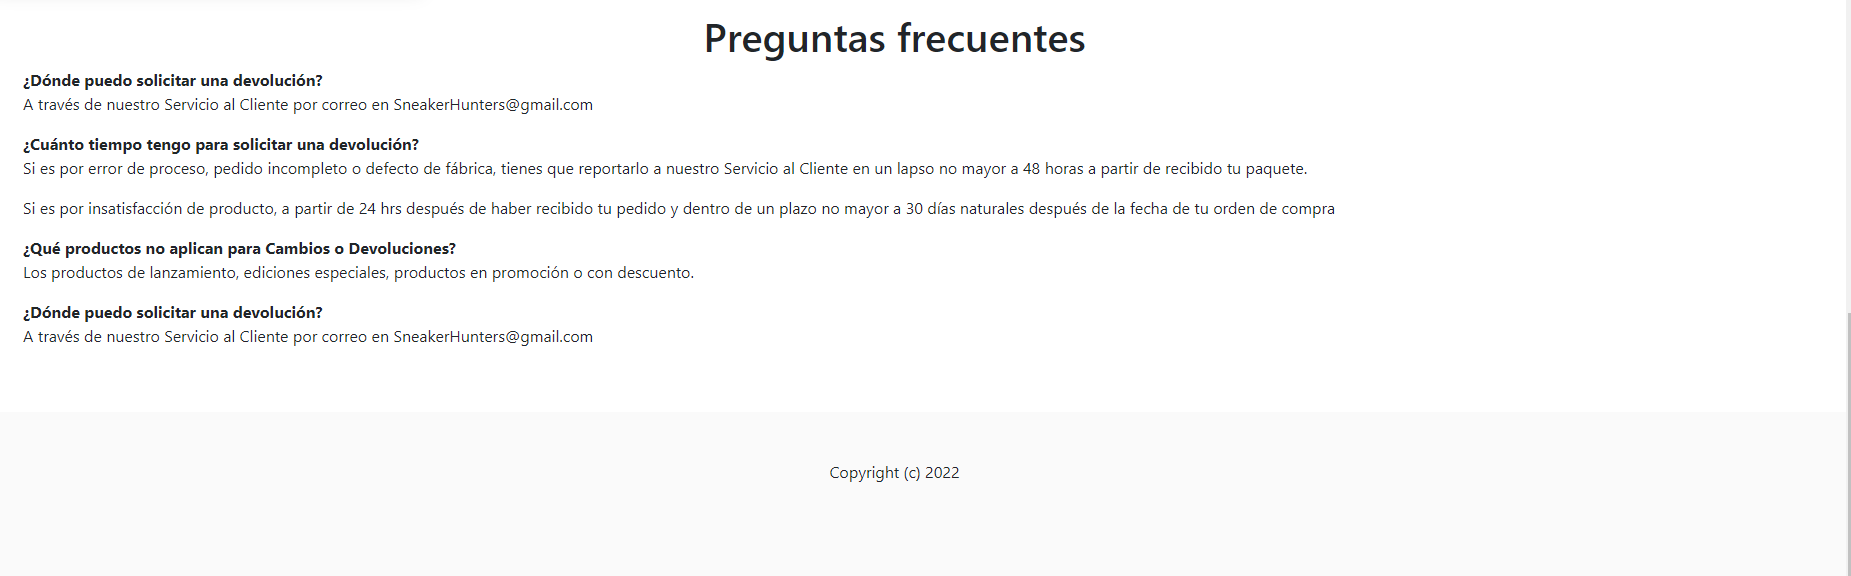 Preguntas frecuentes
¿Dónde puedo solicitar una devolución?
A través de nuestro Servicio al Cliente por correo en SneakerHunters@gmail.com
¿Cuánto tiempo tengo para solicitar una devolución?
Si es por error de proceso, pedido incompleto o defecto de fábrica, tienes que reportarlo a nuestro Servicio al Cliente en un lapso no mayor a 48 horas a partir de recibido tu paquete.
Si es por insatisfacción de producto, a partir de 24 hrs después de haber recibido tu pedido y dentro de un plazo no mayor a 30 días naturales después de la fecha de tu orden de compra
¿Qué productos no aplican para Cambios o Devoluciones?
Los productos de lanzamiento, ediciones especiales, productos en promoción o con descuento.
¿Dónde puedo solicitar una devolución?
A través de nuestro Servicio al Cliente por correo en SneakerHunters@gmail.com
Copyright (c) 2022